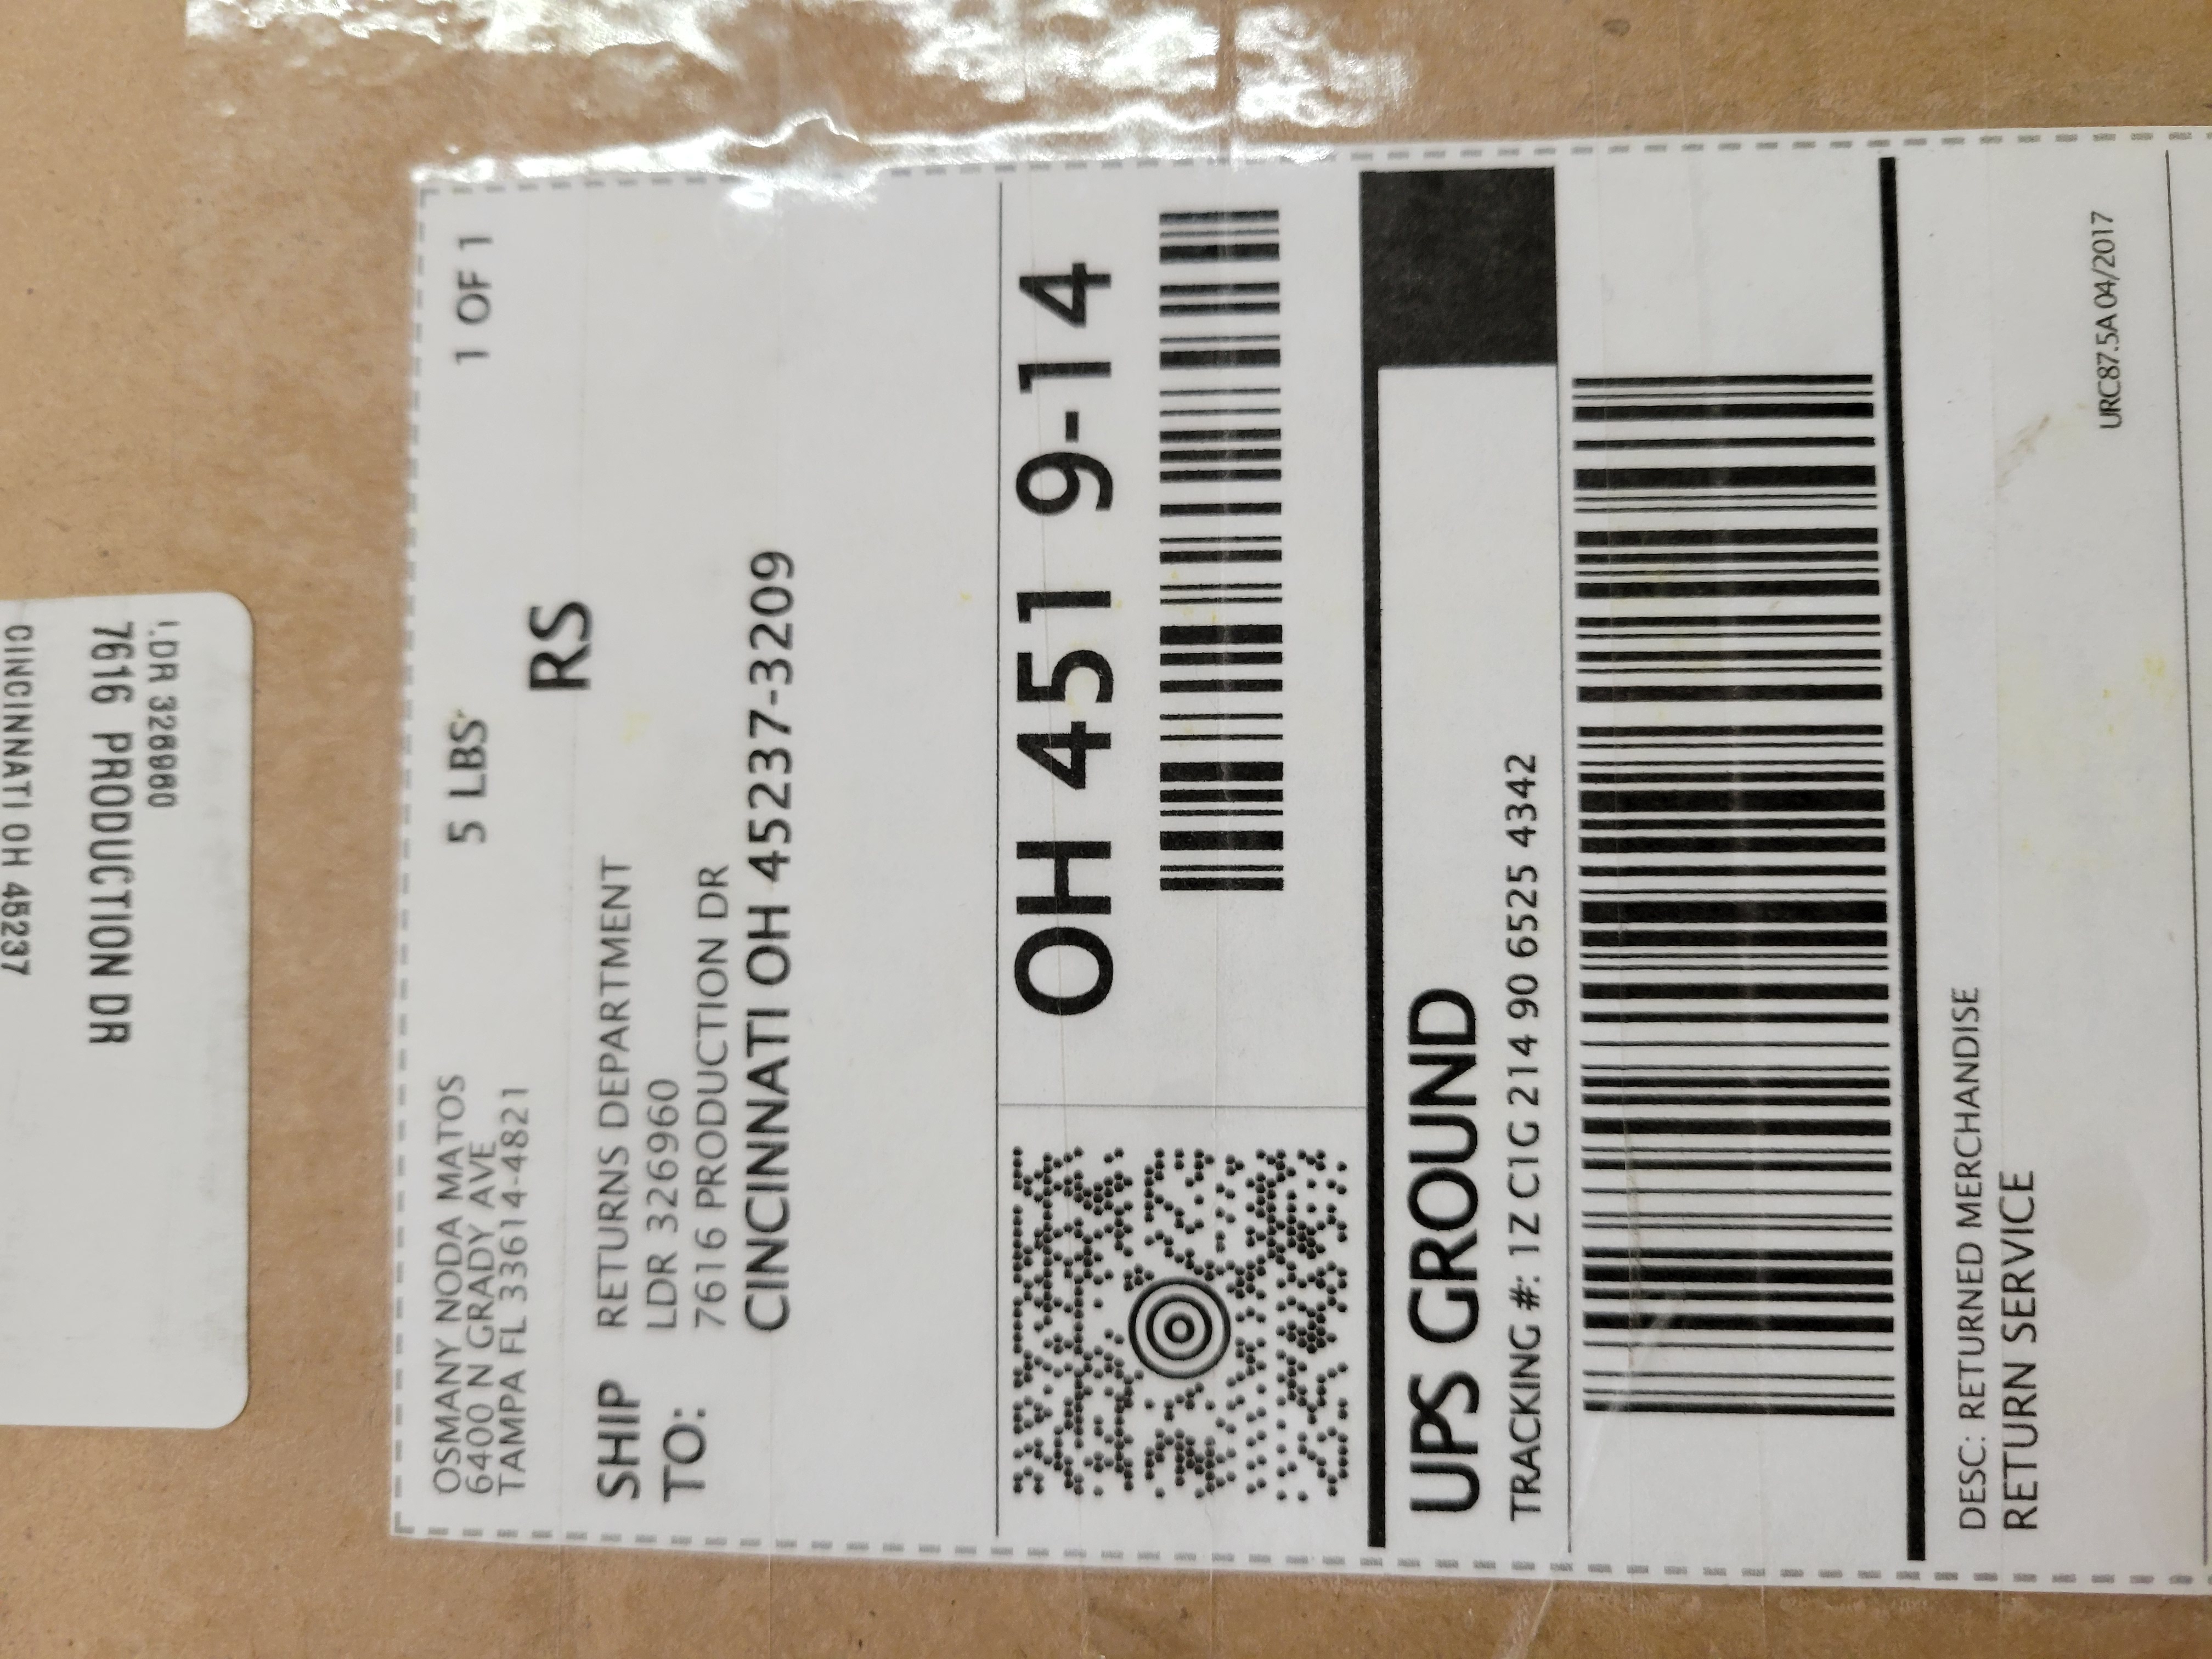 OSMANY NODA MATOS
6400 N GRADY AVE
TAMPA FL 33614-4821
5 LBS
1 OF 1
RS
SHIP TO:
RETURNS DEPARTMENT
LDR 326960
7616 PRODUCTION DR
CINCINNATI OH 45237-3209
OH 451 9-14
UPS GROUND
TRACKING #: 1Z C1G 214 90 6525 4342
DESC: RETURNED MERCHANDISE
RETURN SERVICE
URC87.5A 04/2017
LDR 326960
7616 PRODUCTION DR
CINCINNATI OH 45237